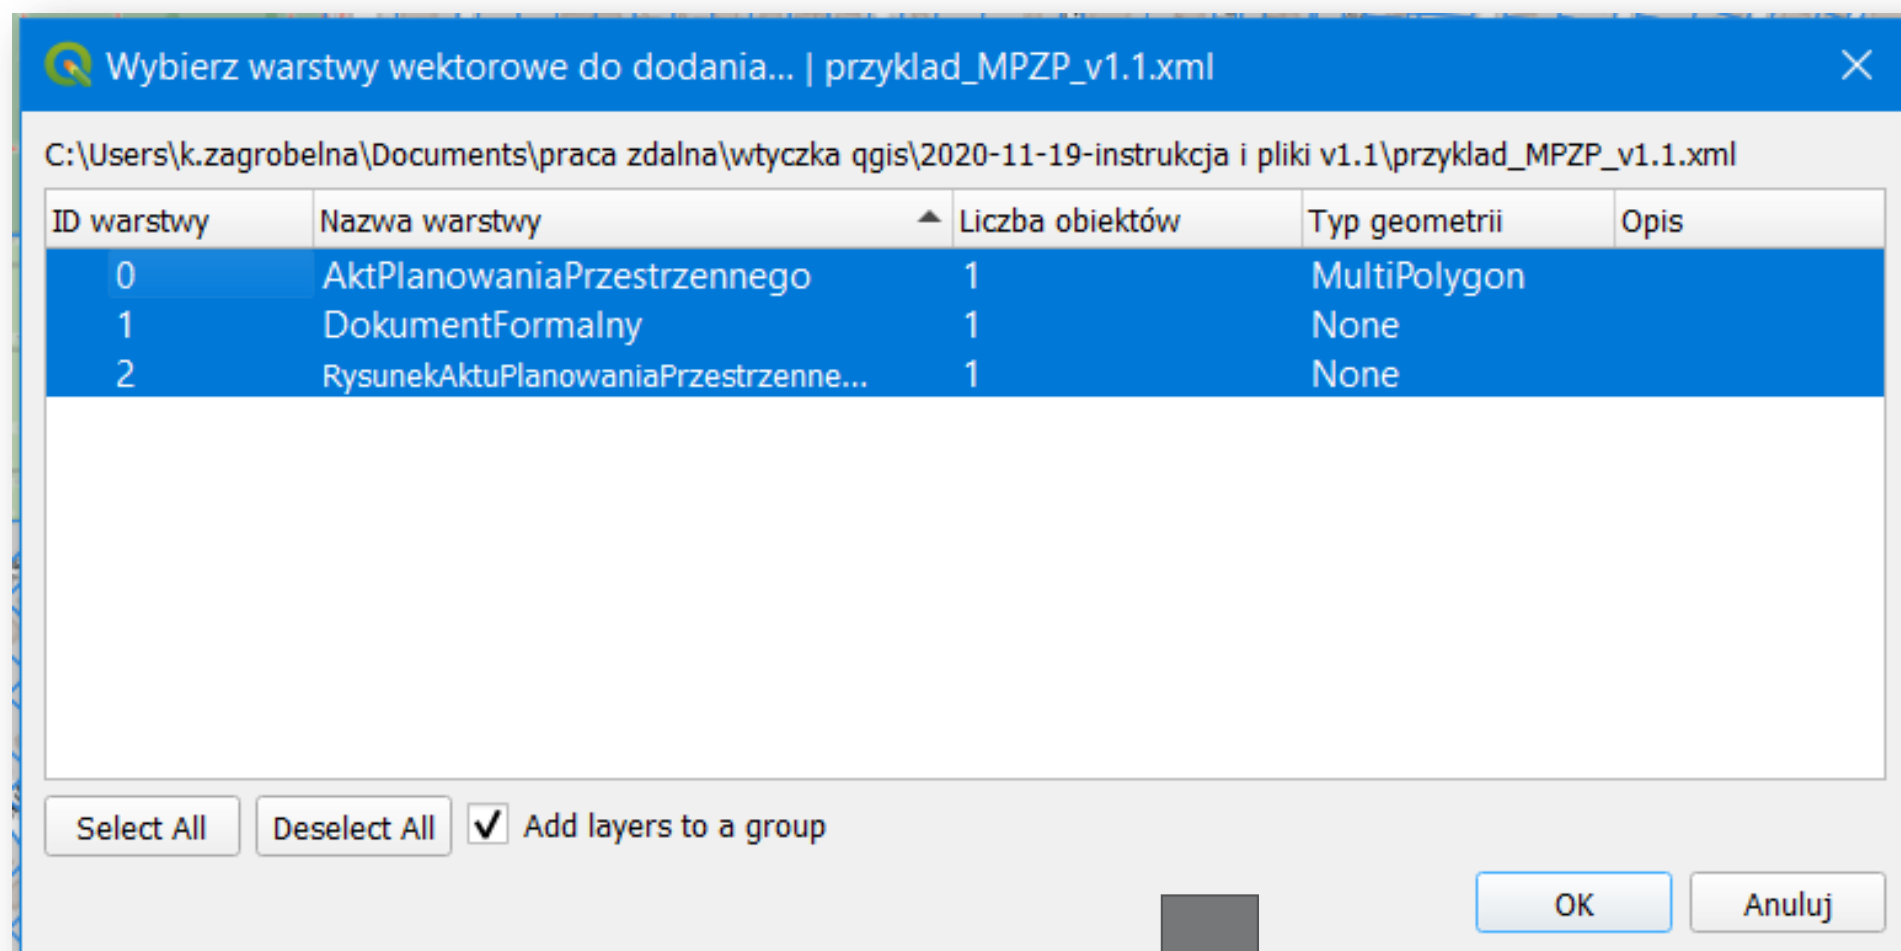 Wybierz warstwy wektorowe do dodania... | przyklad_MPZP_v1.1.xml
C:\Users\k.zagrobelna\Documents\praca zdalna\wtyczka qgis\2020-11-19-instrukcja i pliki v1.1\przyklad_MPZP_v1.1.xml
ID warstwy Nazwa warstwy Liczba obiektów Typ geometrii Opis
0 AktPlanowaniaPrzestrzennego 1 MultiPolygon
1 DokumentFormalny 1 None
2 RysunekAktuPlanowaniaPrzestrzenne... 1 None
Select All Deselect All Add layers to a group
OK Anuluj